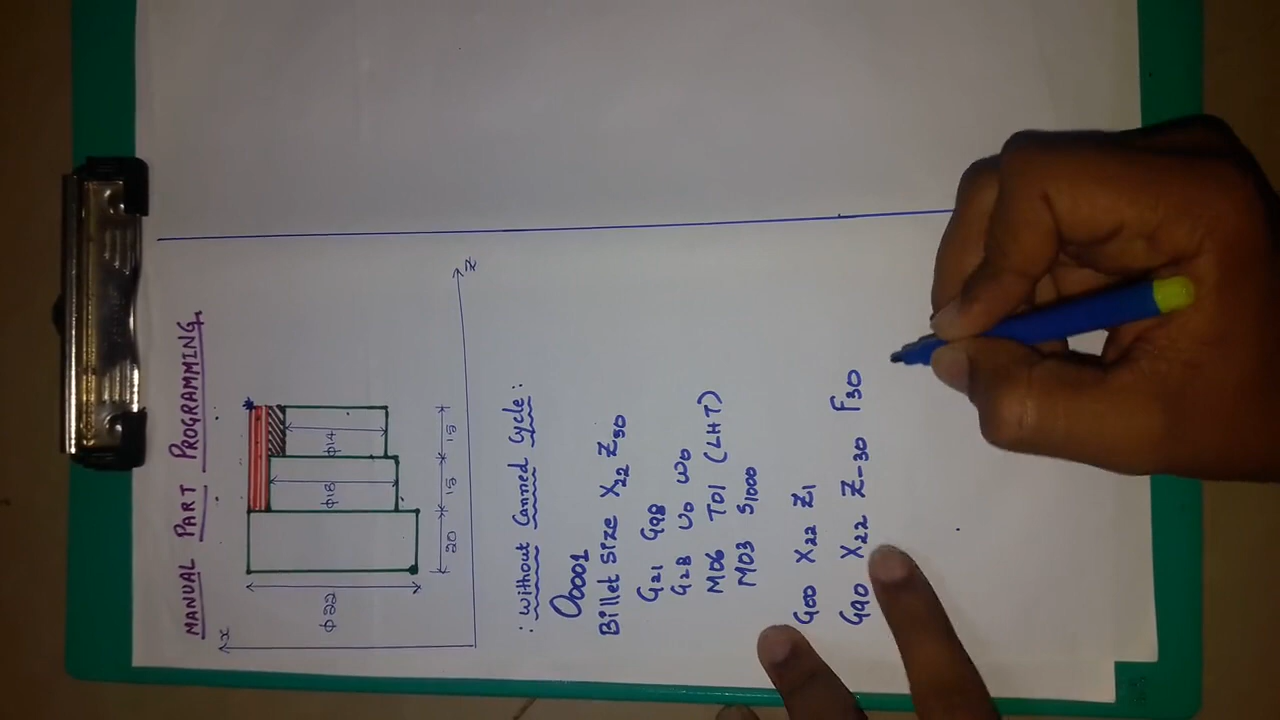 MANUAL PART PROGRAMMING.
x
z
φ22
φ18
φ14
20
15
15
: Without Canned Cycle :
O0001
Billet Size X22 Z50
G21 G98
G28 U0 W0
M06 T01 (LHT)
M03 S1000
G00 X22 Z1
G90 X22 Z-30 F30